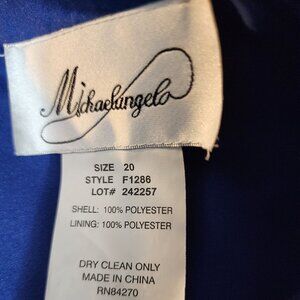 Michaelangelo
SIZE 20
STYLE F1286
LOT# 242257
SHELL: 100% POLYESTER
LINING: 100% POLYESTER
DRY CLEAN ONLY
MADE IN CHINA
RN84270